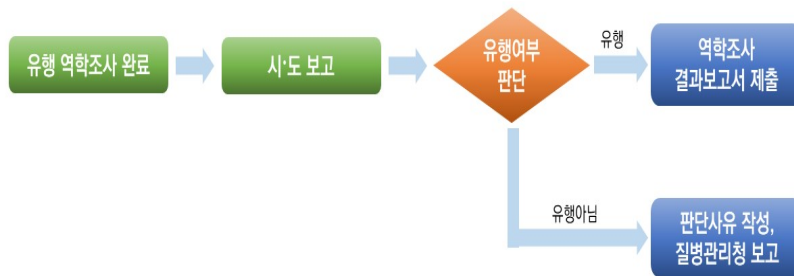 유행 역학조사 완료
시·도 보고
유행여부
판단
유행
역학조사
결과보고서 제출
유행아님
판단사유 작성,
질병관리청 보고